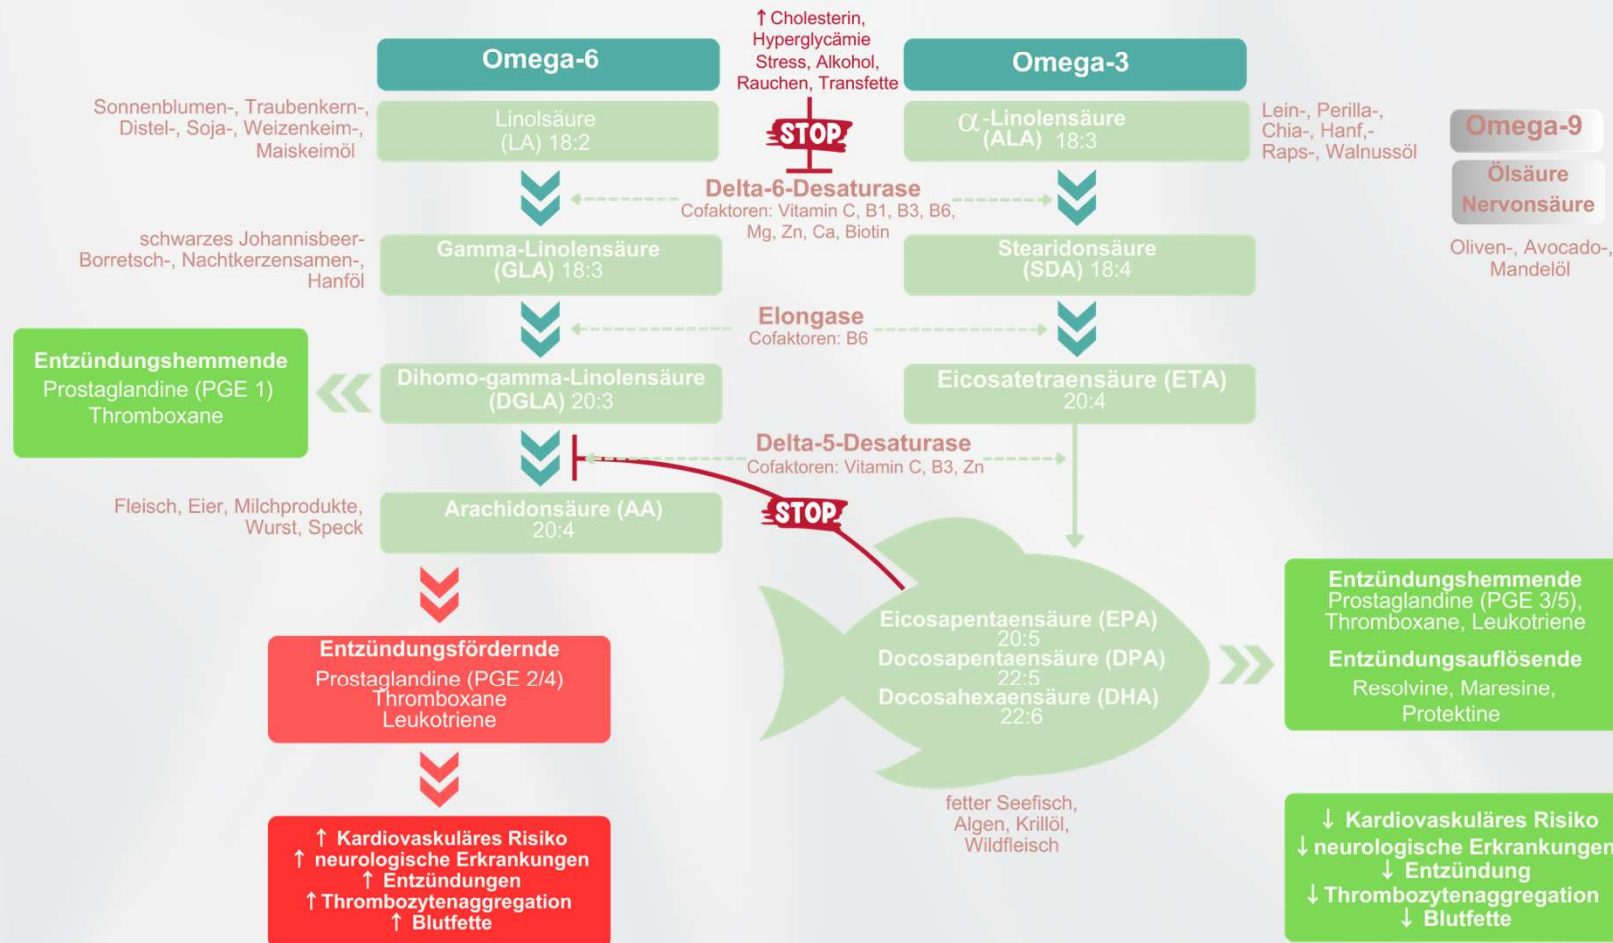 ↑ Cholesterin,
Hyperglycämie
Stress, Alkohol,
Rauchen, Transfette
STOP
Omega-6
Omega-3
Sonnenblumen-, Traubenkern-,
Distel-, Soja-, Weizenkeim-,
Maiskeimöl
Linolsäure
(LA) 18:2
α-Linolensäure
(ALA) 18:3
Lein-, Perilla-,
Chia-, Hanf,-
Raps-, Walnussöl
Omega-9
Ölsäure
Nervonsäure
Oliven-, Avocado-,
Mandelöl
Delta-6-Desaturase
Cofaktoren: Vitamin C, B1, B3, B6,
Mg, Zn, Ca, Biotin
schwarzes Johannisbeer-
Borretsch-, Nachtkerzensamen-,
Hanföl
Gamma-Linolensäure
(GLA) 18:3
Stearidonsäure
(SDA) 18:4
Elongase
Cofaktoren: B6
Entzündungshemmende
Prostaglandine (PGE 1)
Thromboxane
Dihomo-gamma-Linolensäure
(DGLA) 20:3
Eicosatetraensäure (ETA)
20:4
Delta-5-Desaturase
Cofaktoren: Vitamin C, B3, Zn
STOP
Fleisch, Eier, Milchprodukte,
Wurst, Speck
Arachidonsäure (AA)
20:4
Entzündungsfördernde
Prostaglandine (PGE 2/4)
Thromboxane
Leukotriene
Eicosapentaensäure (EPA)
20:5
Docosapentaensäure (DPA)
22:5
Docosahexaensäure (DHA)
22:6
Entzündungshemmende
Prostaglandine (PGE 3/5),
Thromboxane, Leukotriene
Entzündungsauflösende
Resolvine, Maresine,
Protektine
fetter Seefisch,
Algen, Krillöl,
Wildfleisch
↑ Kardiovaskuläres Risiko
↑ neurologische Erkrankungen
↑ Entzündungen
↑ Thrombozytenaggregation
↑ Blutfette
↓ Kardiovaskuläres Risiko
↓ neurologische Erkrankungen
↓ Entzündung
↓ Thrombozytenaggregation
↓ Blutfette